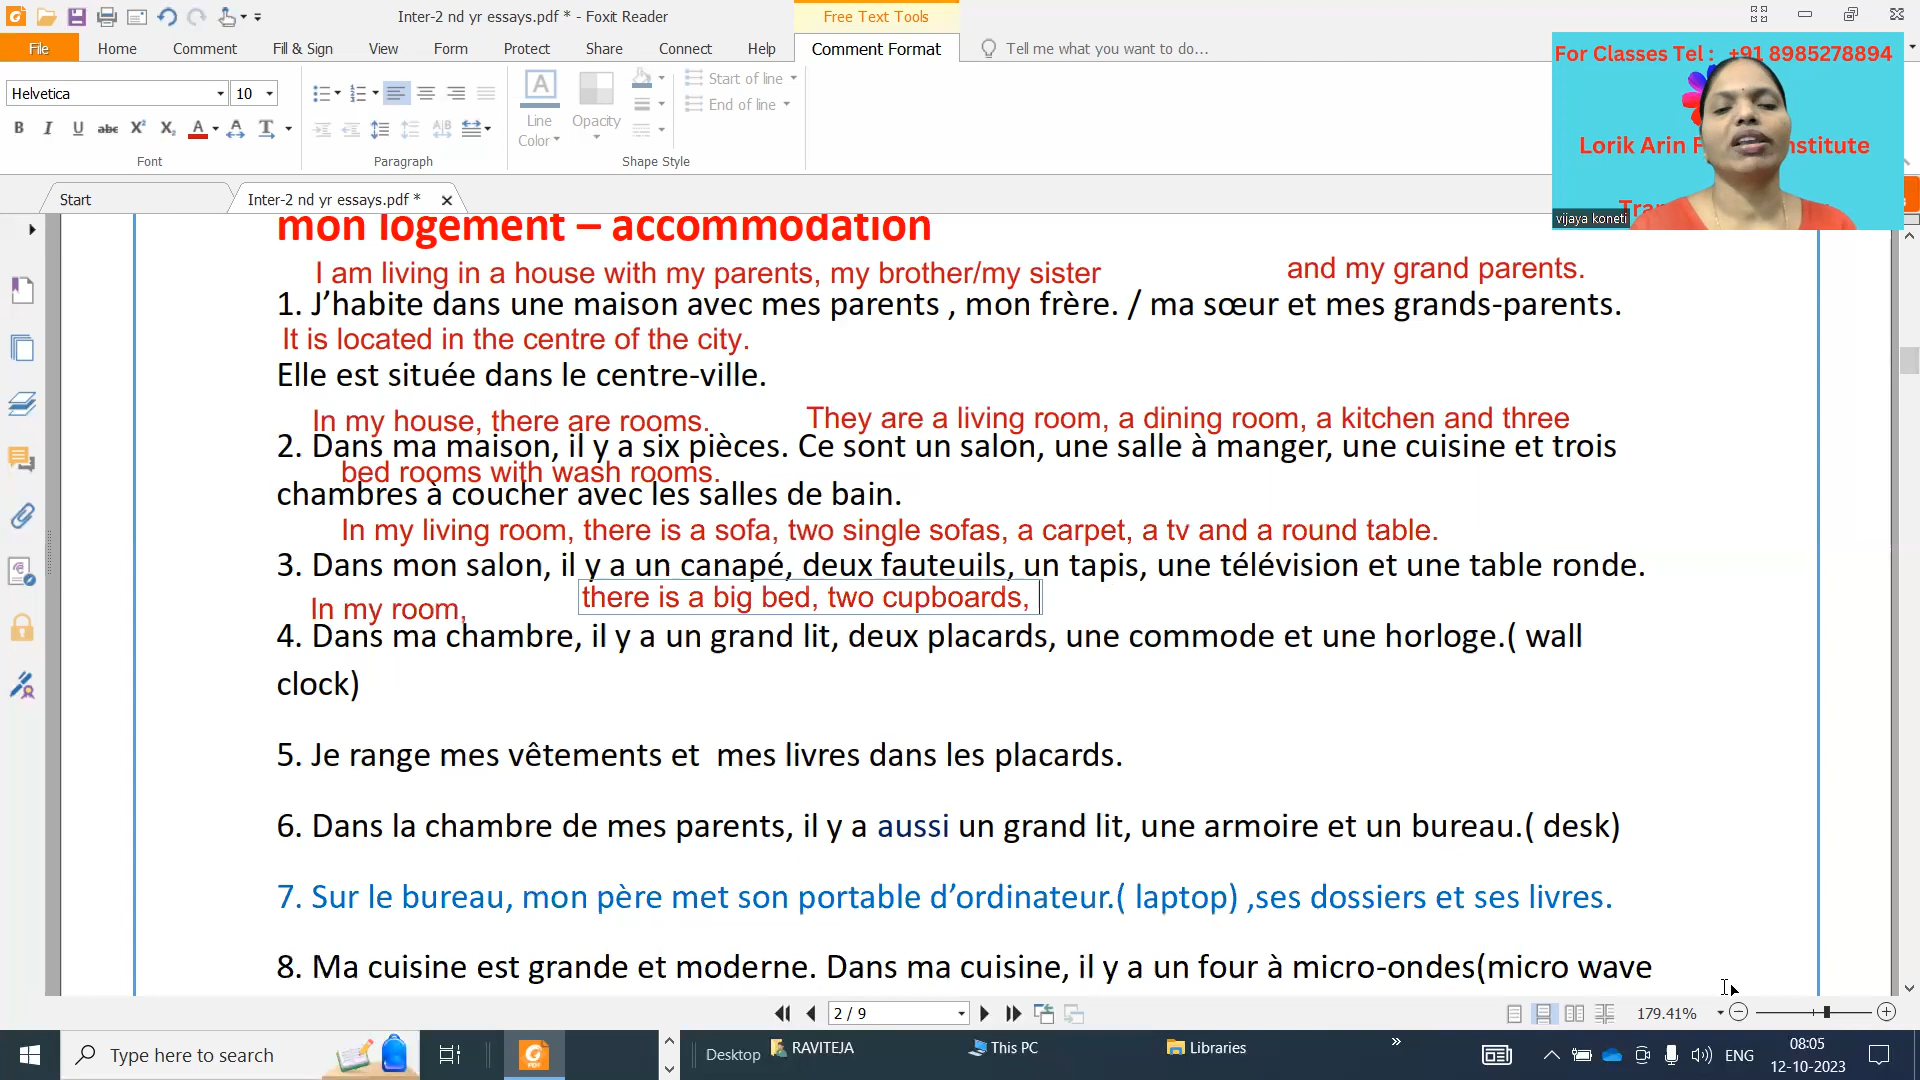 Inter-2 nd yr essays.pdf * - Foxit Reader
Free Text Tools
File Home Comment Fill & Sign View Form Protect Share Connect Help Comment Format Tell me what you want to do...
Helvetica 10
Start of line
End of line
Line Color
Opacity
Font Paragraph Shape Style
For Classes Tel : +91 8985278894
Lorik Arin
vijaya koneti
Start Inter-2 nd yr essays.pdf *
mon logement – accommodation
I am living in a house with my parents, my brother/my sister and my grand parents.
1. J’habite dans une maison avec mes parents , mon frère. / ma sœur et mes grands-parents.
It is located in the centre of the city.
Elle est située dans le centre-ville.
In my house, there are rooms. They are a living room, a dining room, a kitchen and three
2. Dans ma maison, il y a six pièces. Ce sont un salon, une salle à manger, une cuisine et trois
bed rooms with wash rooms.
chambres à coucher avec les salles de bain.
In my living room, there is a sofa, two single sofas, a carpet, a tv and a round table.
3. Dans mon salon, il y a un canapé, deux fauteuils, un tapis, une télévision et une table ronde.
In my room, there is a big bed, two cupboards,
4. Dans ma chambre, il y a un grand lit, deux placards, une commode et une horloge.( wall
clock)
5. Je range mes vêtements et mes livres dans les placards.
6. Dans la chambre de mes parents, il y a aussi un grand lit, une armoire et un bureau.( desk)
7. Sur le bureau, mon père met son portable d’ordinateur.( laptop) ,ses dossiers et ses livres.
8. Ma cuisine est grande et moderne. Dans ma cuisine, il y a un four à micro-ondes(micro wave
2 / 9
179.41%
Type here to search
Desktop RAVITEJA This PC Libraries
ENG
08:05
12-10-2023